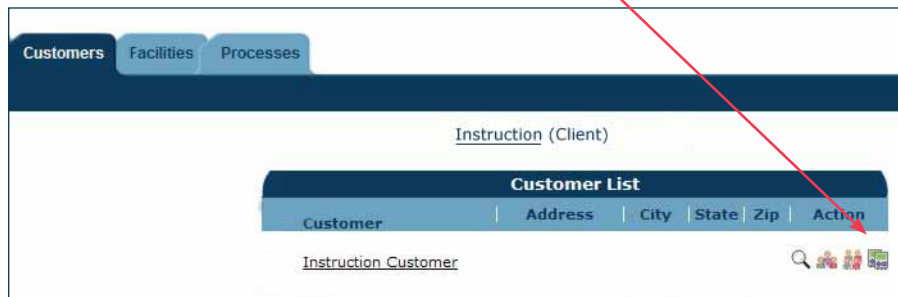 Customers Facilities Processes
Instruction (Client)
Customer List
Customer Address City State Zip Action
Instruction Customer